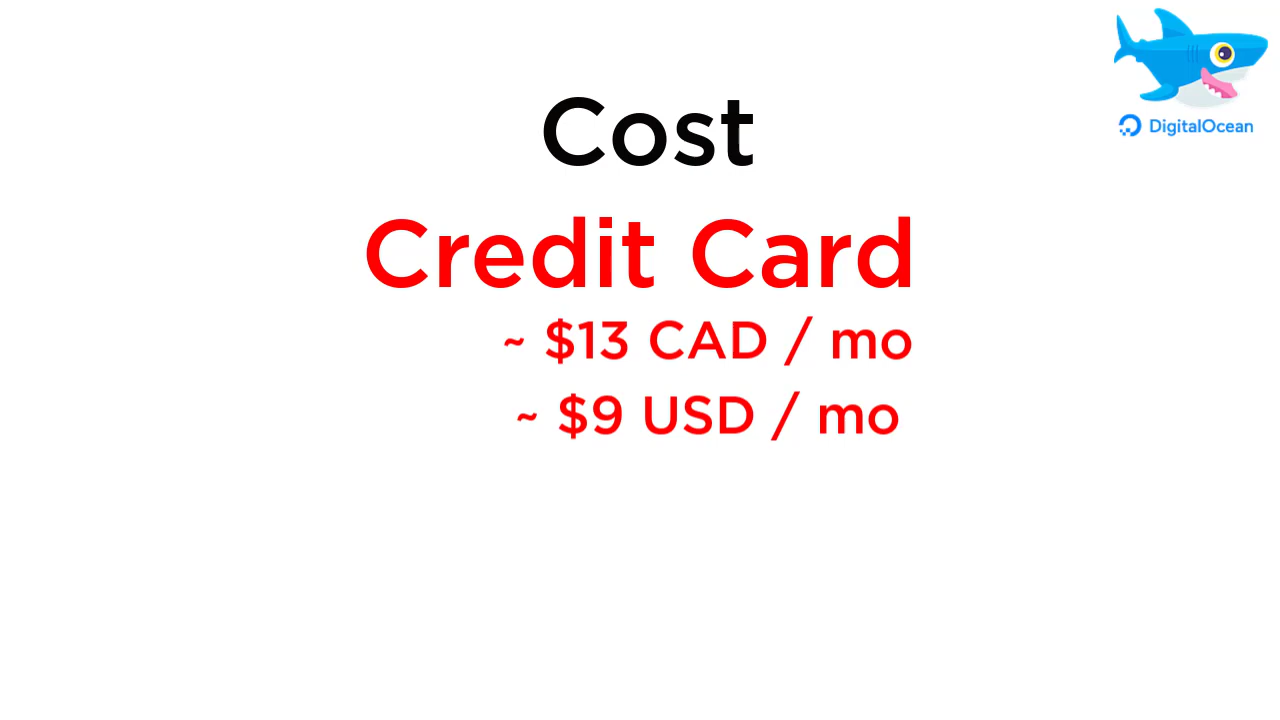 DigitalOcean
Cost
Credit Card
~ $13 CAD / mo
~ $9 USD / mo